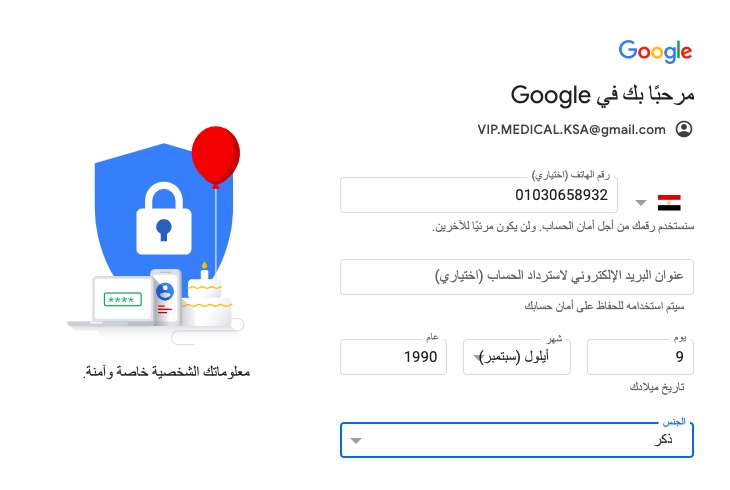 Google
مرحبًا بك في Google
VIP.MEDICAL.KSA@gmail.com
رقم الهاتف (اختياري)
01030658932
سنستخدم رقمك من أجل أمان الحساب. ولن يكون مرئيًا للآخرين.
عنوان البريد الإلكتروني لاسترداد الحساب (اختياري)
سيتم استخدامه للحفاظ على أمان حسابك
يوم
9
شهر
أيلول (سبتمبر)
عام
1990
تاريخ ميلادك
الجنس
ذكر
****
معلوماتك الشخصية خاصة وآمنة.